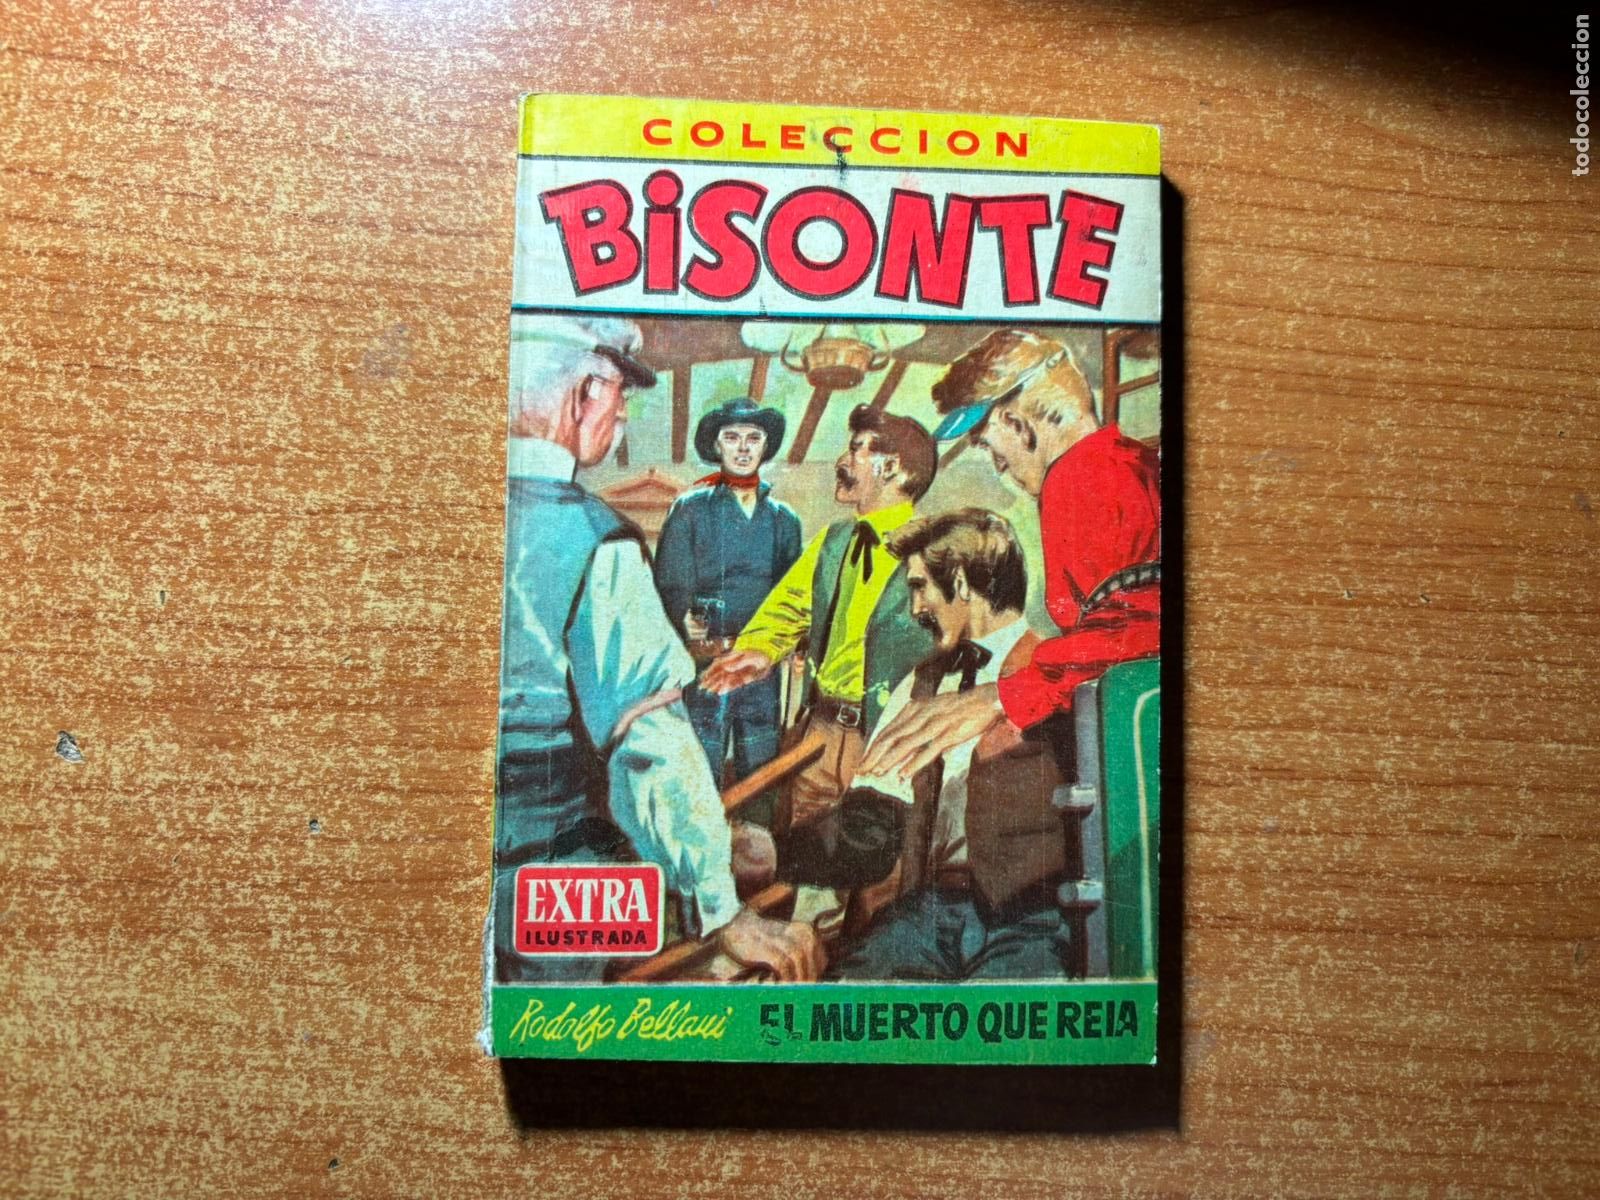 COLECCION
BiSONTE
EXTRA
ILUSTRADA
Rodolfo Bellani EL MUERTO QUE REIA
todocoleccion